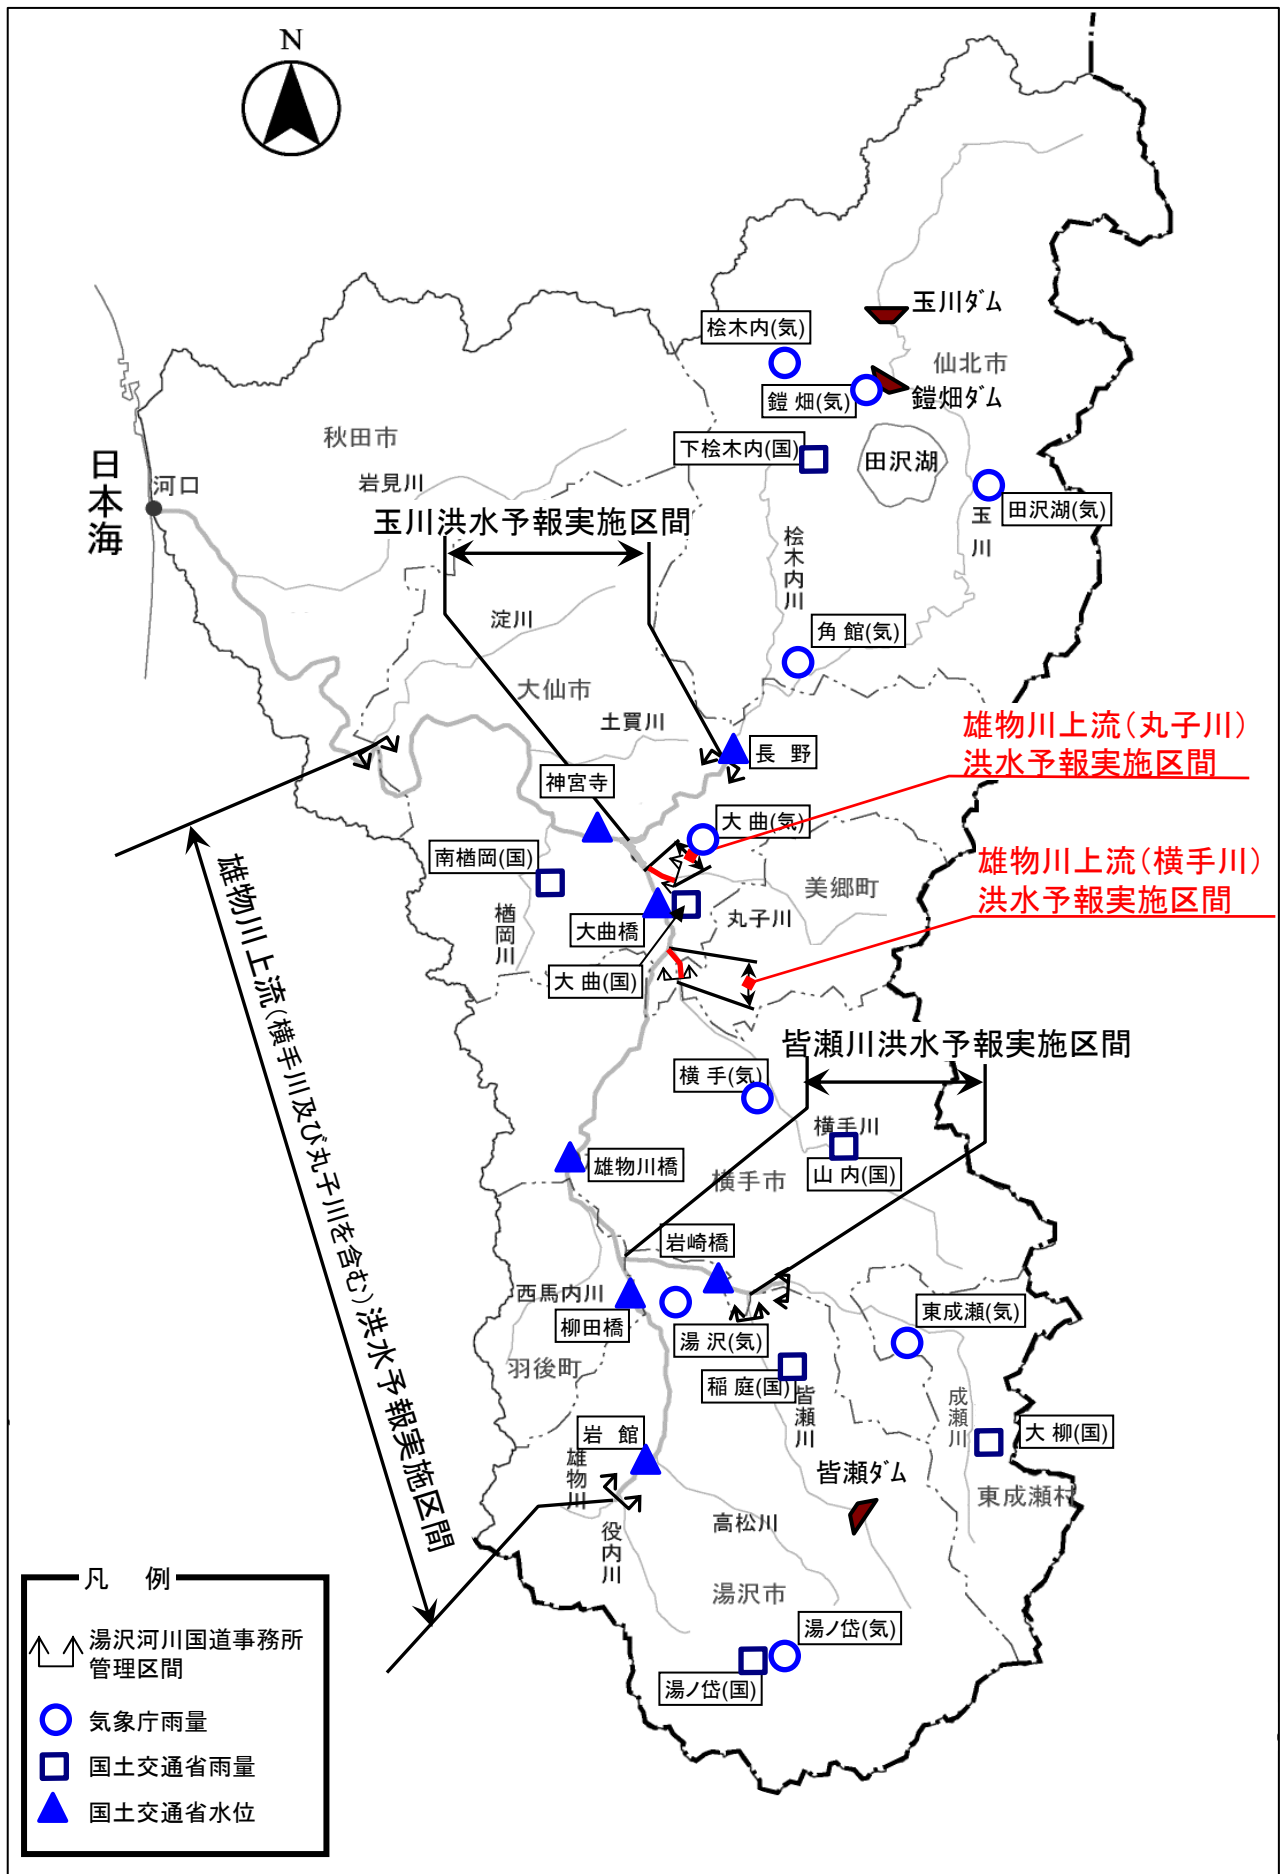 N
玉川ﾀﾞﾑ
桧木内(気)
仙北市
鎧畑ﾀﾞﾑ
鎧 畑(気)
秋田市
下桧木内(国)
田沢湖
日本海
岩見川
河口
田沢湖(気)
玉川洪水予報実施区間
玉川
桧木内川
淀川
角 館(気)
大仙市
土買川
雄物川上流(丸子川)
洪水予報実施区間
長 野
神宮寺
大 曲(気)
南楢岡(国)
雄物川上流(横手川)
洪水予報実施区間
美郷町
楢岡川
丸子川
大曲橋
大 曲(国)
雄物川上流(横手川及び丸子川を含む)洪水予報実施区間
皆瀬川洪水予報実施区間
横 手(気)
横手川
雄物川橋
山 内(国)
横手市
岩崎橋
西馬内川
柳田橋
東成瀬(気)
湯 沢(気)
羽後町
稲 庭(国)
皆瀬川
成瀬川
岩 館
大 柳(国)
雄物川
皆瀬ﾀﾞﾑ
東成瀬村
高松川
役内川
湯沢市
湯ノ岱(気)
湯ノ岱(国)
凡 例
湯沢河川国道事務所
管理区間
気象庁雨量
国土交通省雨量
国土交通省水位